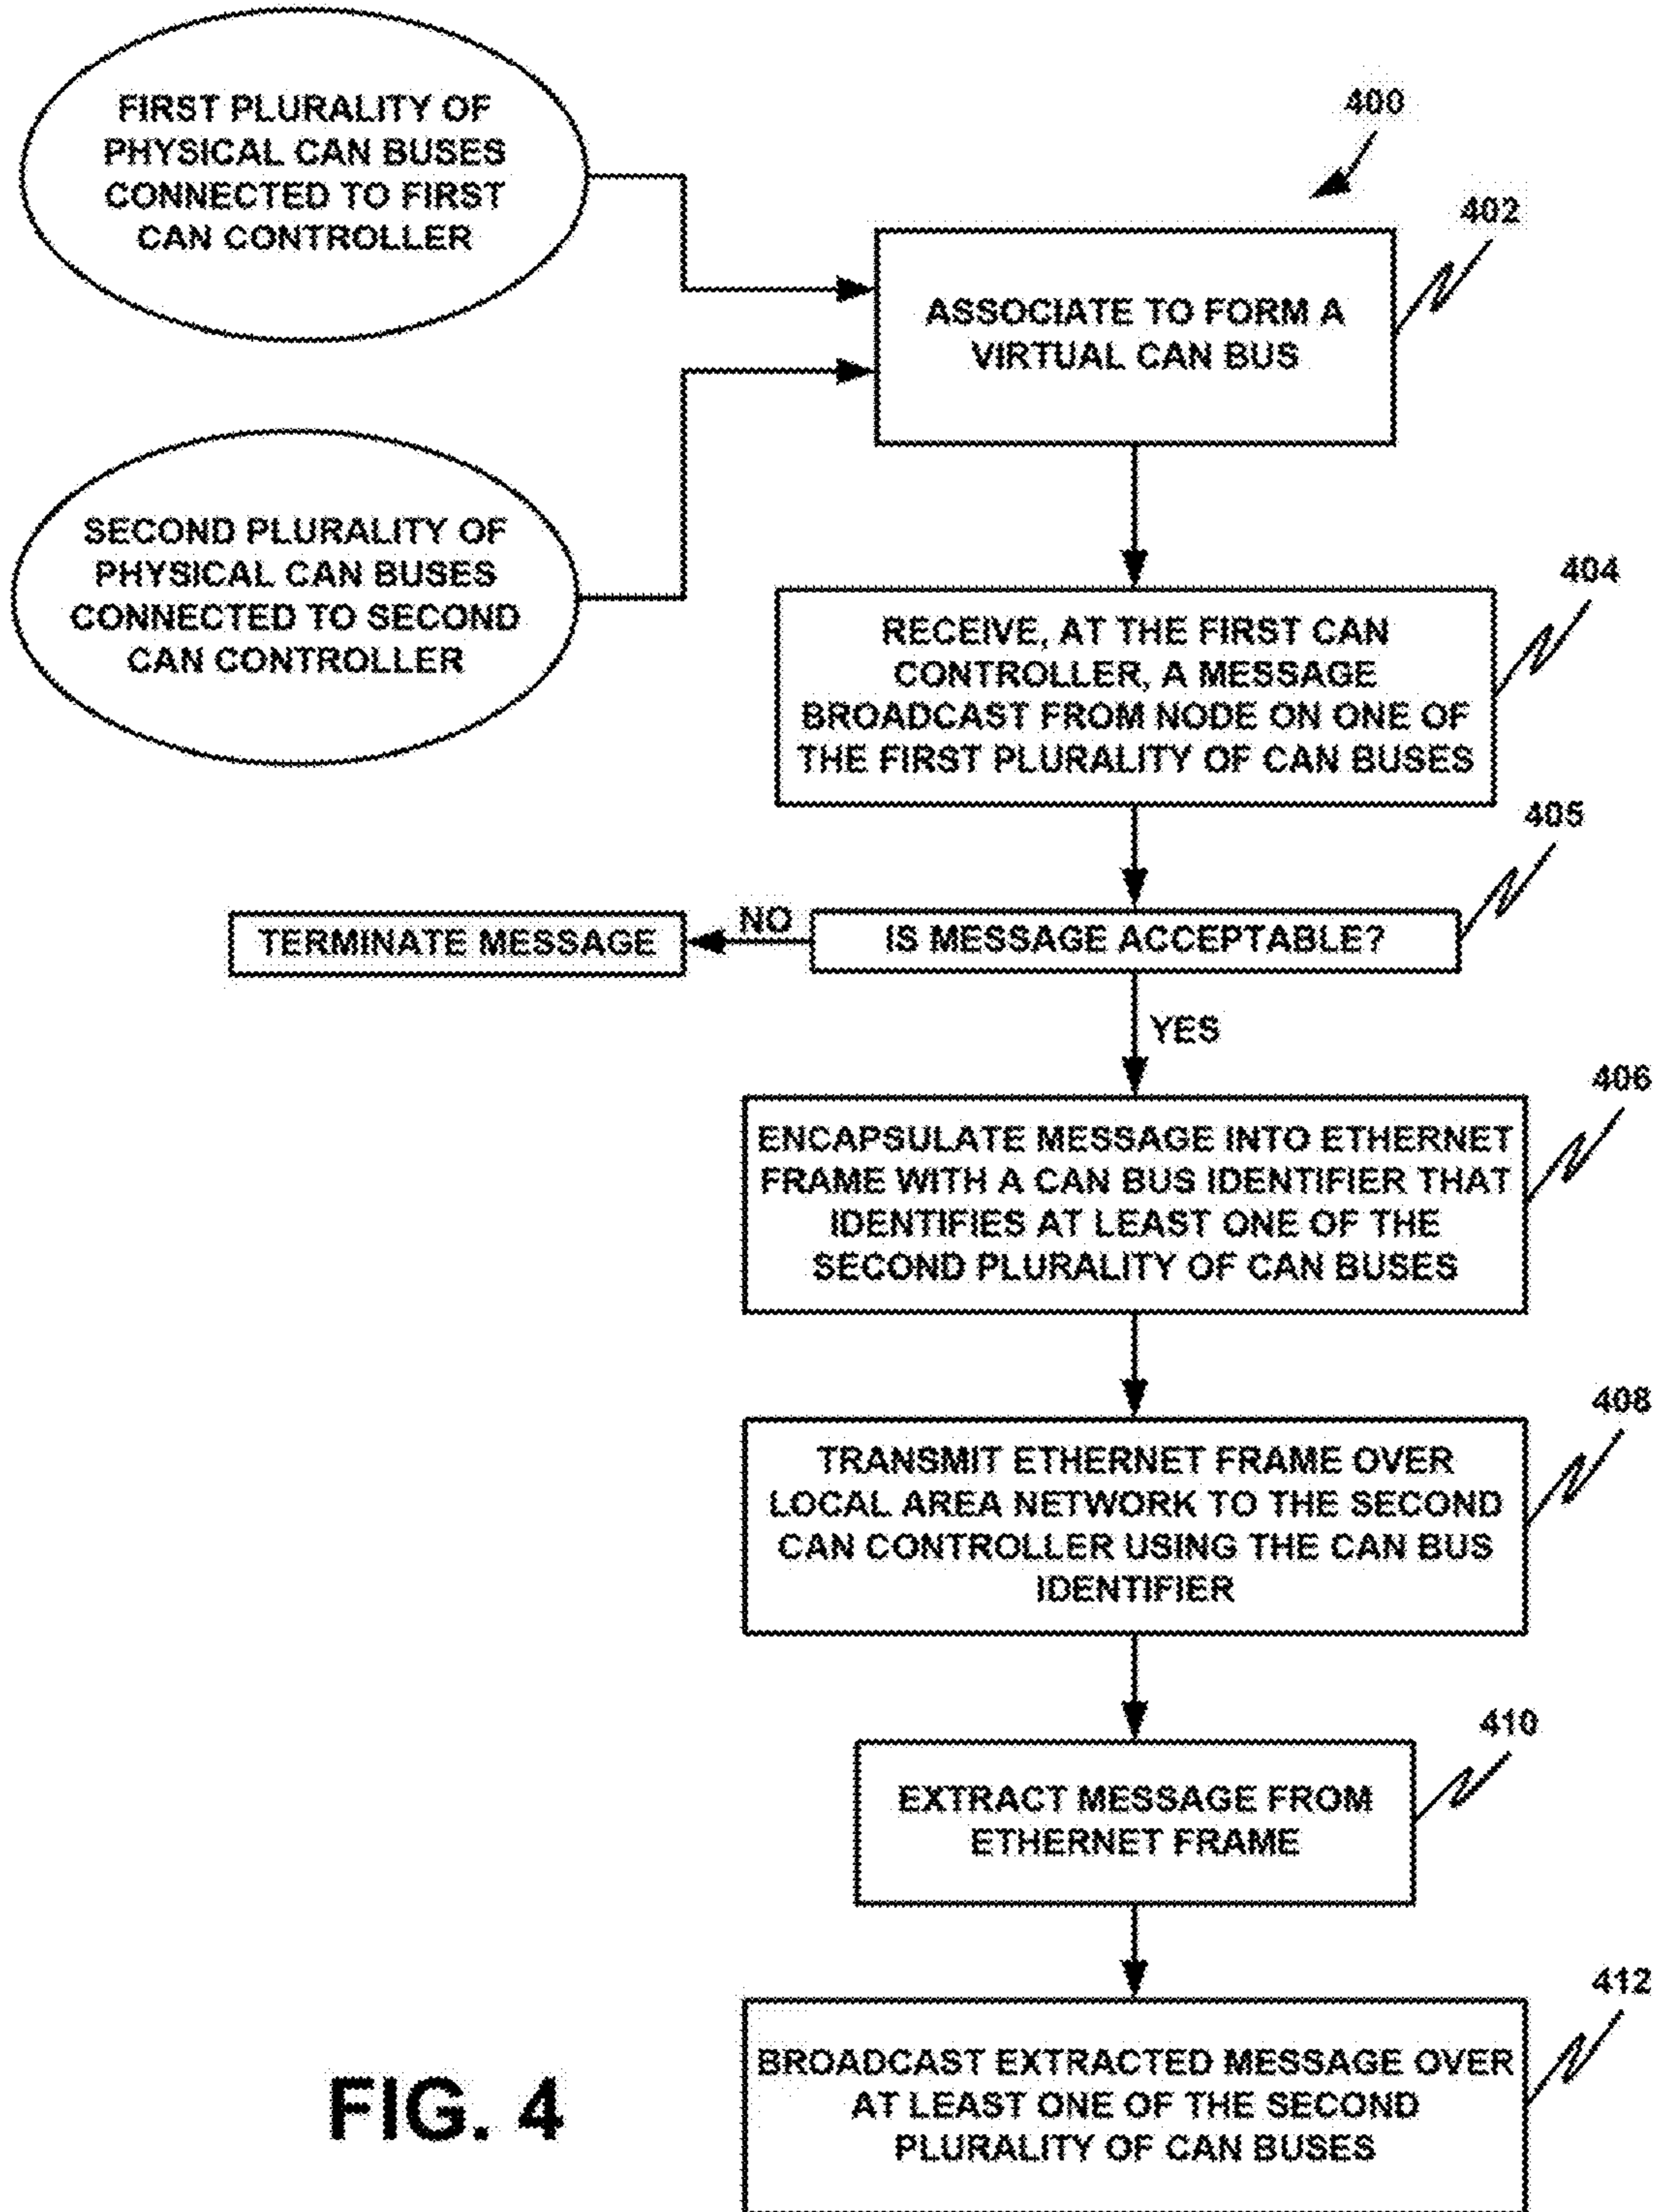 FIRST PLURALITY OF
PHYSICAL CAN BUSES
CONNECTED TO FIRST
CAN CONTROLLER
400
402
ASSOCIATE TO FORM A
VIRTUAL CAN BUS
SECOND PLURALITY OF
PHYSICAL CAN BUSES
CONNECTED TO SECOND
CAN CONTROLLER
404
RECEIVE, AT THE FIRST CAN
CONTROLLER, A MESSAGE
BROADCAST FROM NODE ON ONE OF
THE FIRST PLURALITY OF CAN BUSES
405
IS MESSAGE ACCEPTABLE?
NO
TERMINATE MESSAGE
YES
406
ENCAPSULATE MESSAGE INTO ETHERNET
FRAME WITH A CAN BUS IDENTIFIER THAT
IDENTIFIES AT LEAST ONE OF THE
SECOND PLURALITY OF CAN BUSES
408
TRANSMIT ETHERNET FRAME OVER
LOCAL AREA NETWORK TO THE SECOND
CAN CONTROLLER USING THE CAN BUS
IDENTIFIER
410
EXTRACT MESSAGE FROM
ETHERNET FRAME
412
BROADCAST EXTRACTED MESSAGE OVER
AT LEAST ONE OF THE SECOND
PLURALITY OF CAN BUSES
FIG. 4